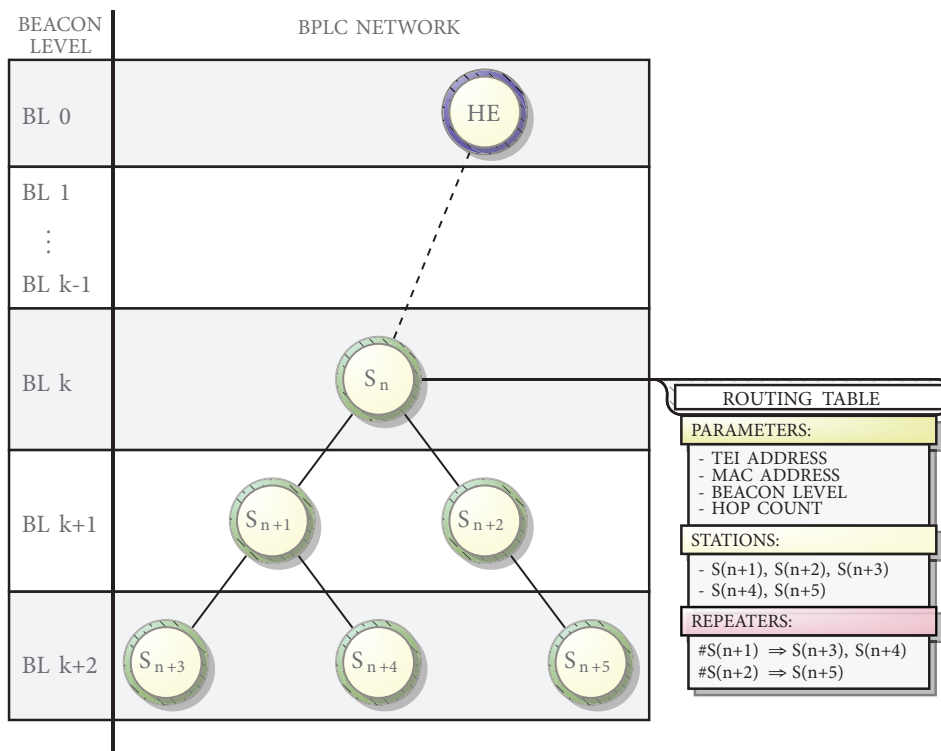 BEACON
LEVEL
BPLC NETWORK
BL 0
HE
BL 1
⋮
BL k-1
BL k
Sn
BL k+1
Sn+1
Sn+2
BL k+2
Sn+3
Sn+4
Sn+5
ROUTING TABLE
PARAMETERS:
- TEI ADDRESS
- MAC ADDRESS
- BEACON LEVEL
- HOP COUNT
STATIONS:
- S(n+1), S(n+2), S(n+3)
- S(n+4), S(n+5)
REPEATERS:
#S(n+1) ⇒ S(n+3), S(n+4)
#S(n+2) ⇒ S(n+5)